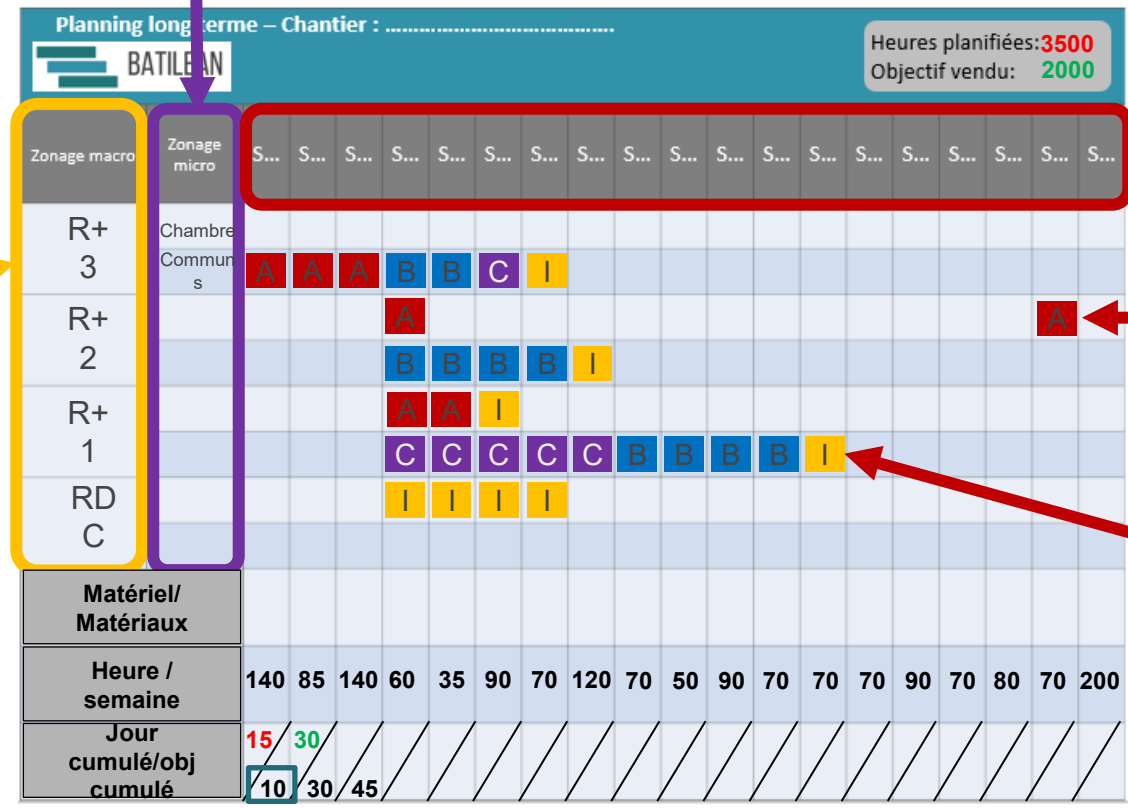 Planning long terme – Chantier : ..........................................
BATILEAN
Heures planifiées:3500
Objectif vendu: 2000
Zonage macro Zonage micro S... S... S... S... S... S... S... S... S... S... S... S... S... S... S... S... S... S... S...
R+ 3 Chambre
Communs A A A B B C I
R+ 2 A A
B B B B I
R+ 1 A A I
C C C C C B B B B I
RDC I I I I
Matériel/
Matériaux
Heure / semaine 140 85 140 60 35 90 70 120 70 50 90 70 70 70 90 70 80 70 200
Jour cumulé/obj cumulé 15/10 30/30 45